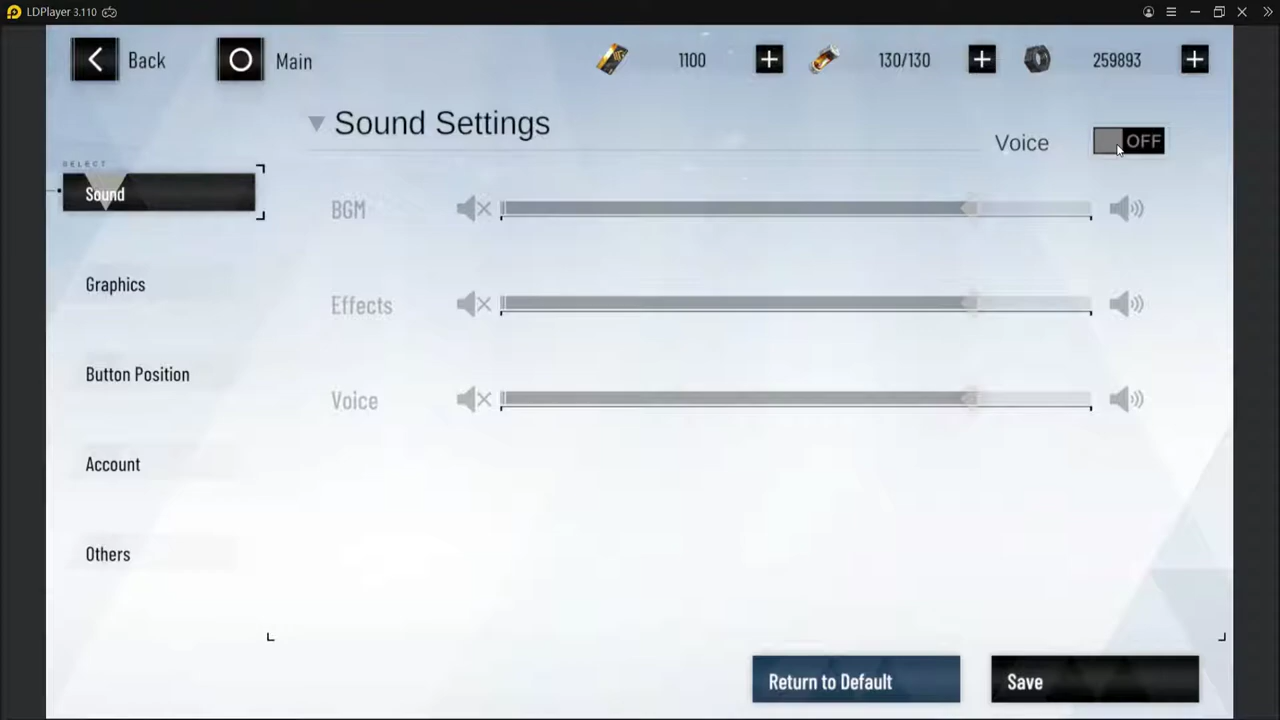 LDPlayer 3.110
Back
Main
1100
130/130
259893
Sound Settings
Voice
OFF
SELECT
Sound
BGM
Graphics
Effects
Button Position
Voice
Account
Others
Return to Default
Save